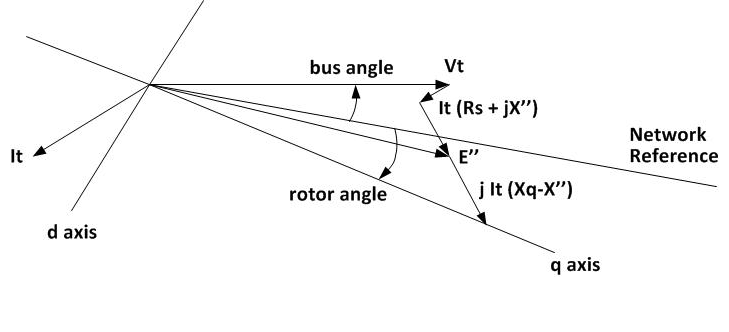 bus angle
Vt
It (Rs + jX’’)
Network
Reference
It
E’’
rotor angle
j It (Xq-X’’)
d axis
q axis